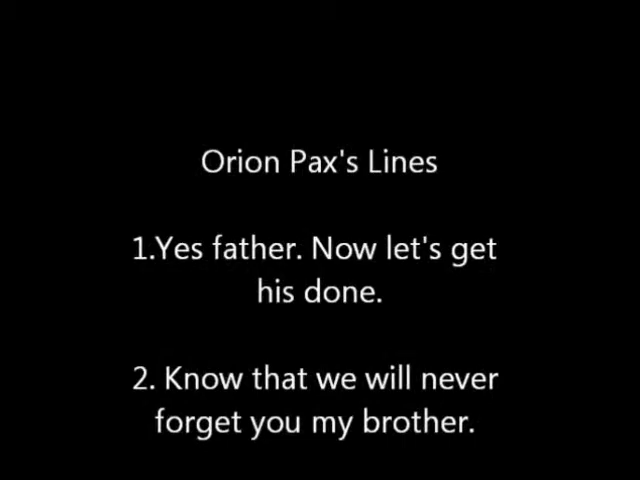 Orion Pax's Lines
1.Yes father. Now let's get
his done.
2. Know that we will never
forget you my brother.